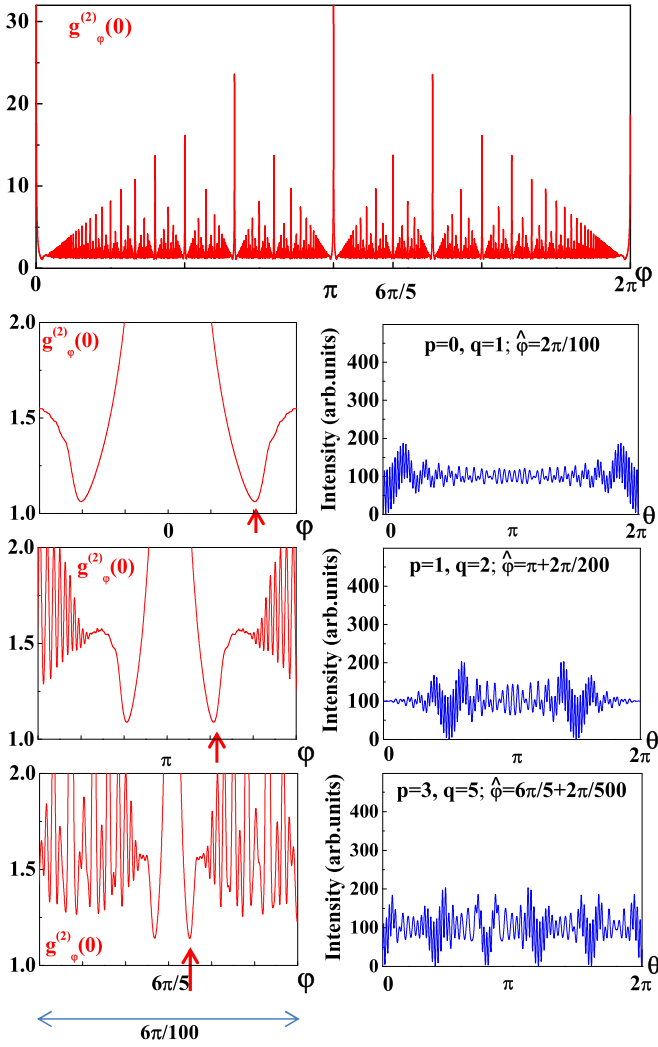 g⁽²⁾φ(0)
30
20
10
0
0 π 6π/5 2π φ
g⁽²⁾φ(0)
2.0
1.5
1.0
0 φ
Intensity (arb.units)
p=0, q=1; φ̂=2π/100
400
300
200
100
0
0 π 2π θ
g⁽²⁾φ(0)
2.0
1.5
1.0
π φ
Intensity (arb.units)
p=1, q=2; φ̂=π+2π/200
400
300
200
100
0
0 π 2π θ
g⁽²⁾φ(0)
2.0
1.5
1.0
6π/5 φ
Intensity (arb.units)
p=3, q=5; φ̂=6π/5+2π/500
400
300
200
100
0
0 π 2π θ
6π/100